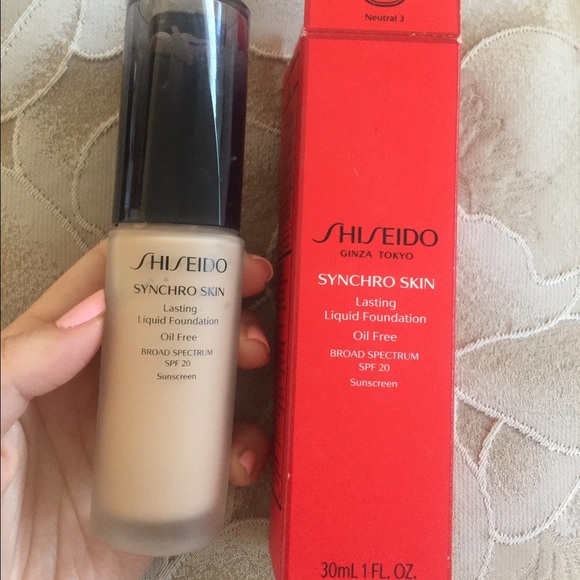 SHISEIDO
SYNCHRO SKIN
Lasting
Liquid Foundation
Oil Free
BROAD SPECTRUM
SPF 20
Sunscreen
Neutral 3
SHISEIDO
GINZA TOKYO
SYNCHRO SKIN
Lasting
Liquid Foundation
Oil Free
BROAD SPECTRUM
SPF 20
Sunscreen
30mL 1 FL. OZ.